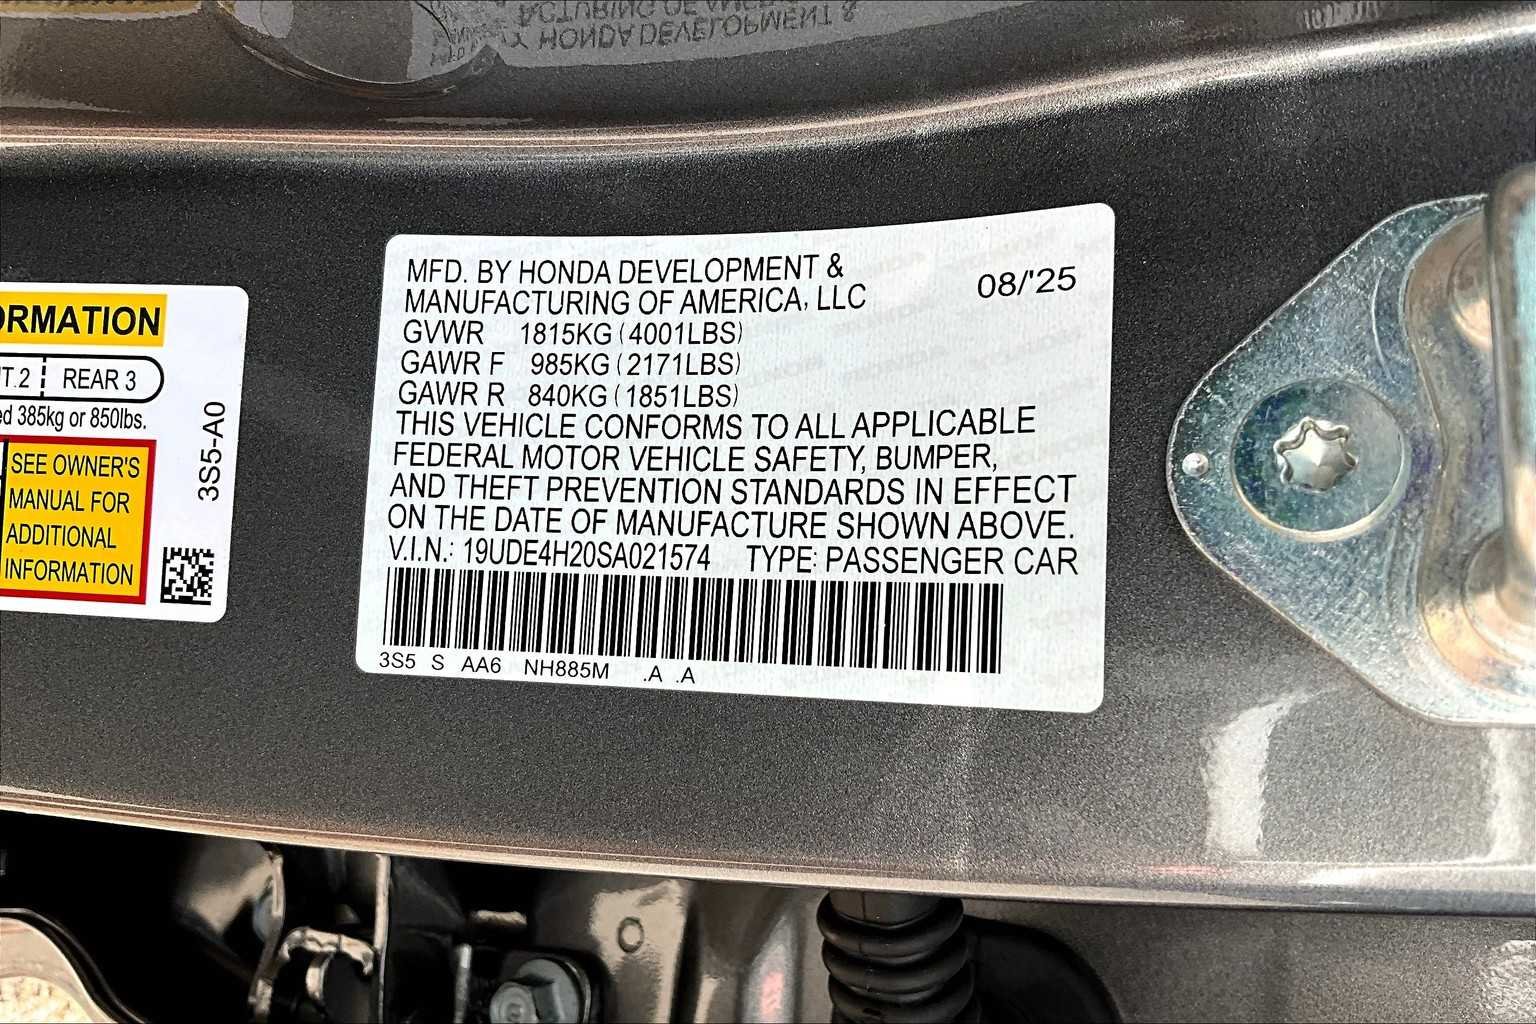 ORMATION
T.2 REAR 3
ed 385kg or 850lbs.
SEE OWNER'S
MANUAL FOR
ADDITIONAL
INFORMATION
3S5-A0
MFD. BY HONDA DEVELOPMENT &
MANUFACTURING OF AMERICA, LLC 08/'25
GVWR 1815KG (4001LBS)
GAWR F 985KG (2171LBS)
GAWR R 840KG (1851LBS)
THIS VEHICLE CONFORMS TO ALL APPLICABLE
FEDERAL MOTOR VEHICLE SAFETY, BUMPER,
AND THEFT PREVENTION STANDARDS IN EFFECT
ON THE DATE OF MANUFACTURE SHOWN ABOVE.
V.I.N.: 19UDE4H20SA021574 TYPE: PASSENGER CAR
3S5 S AA6 NH885M .A .A